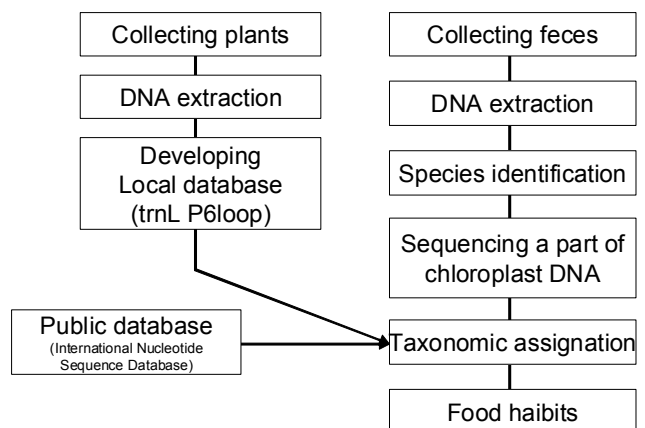 Collecting plants
DNA extraction
Developing
Local database
(trnL P6loop)
Public database
(International Nucleotide
Sequence Database)
Collecting feces
DNA extraction
Species identification
Sequencing a part of
chloroplast DNA
Taxonomic assignation
Food haibits